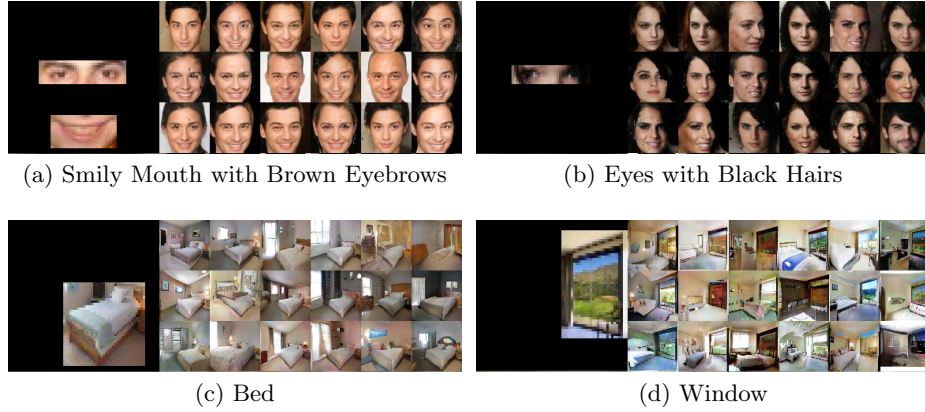 (a) Smily Mouth with Brown Eyebrows
(b) Eyes with Black Hairs
(c) Bed
(d) Window